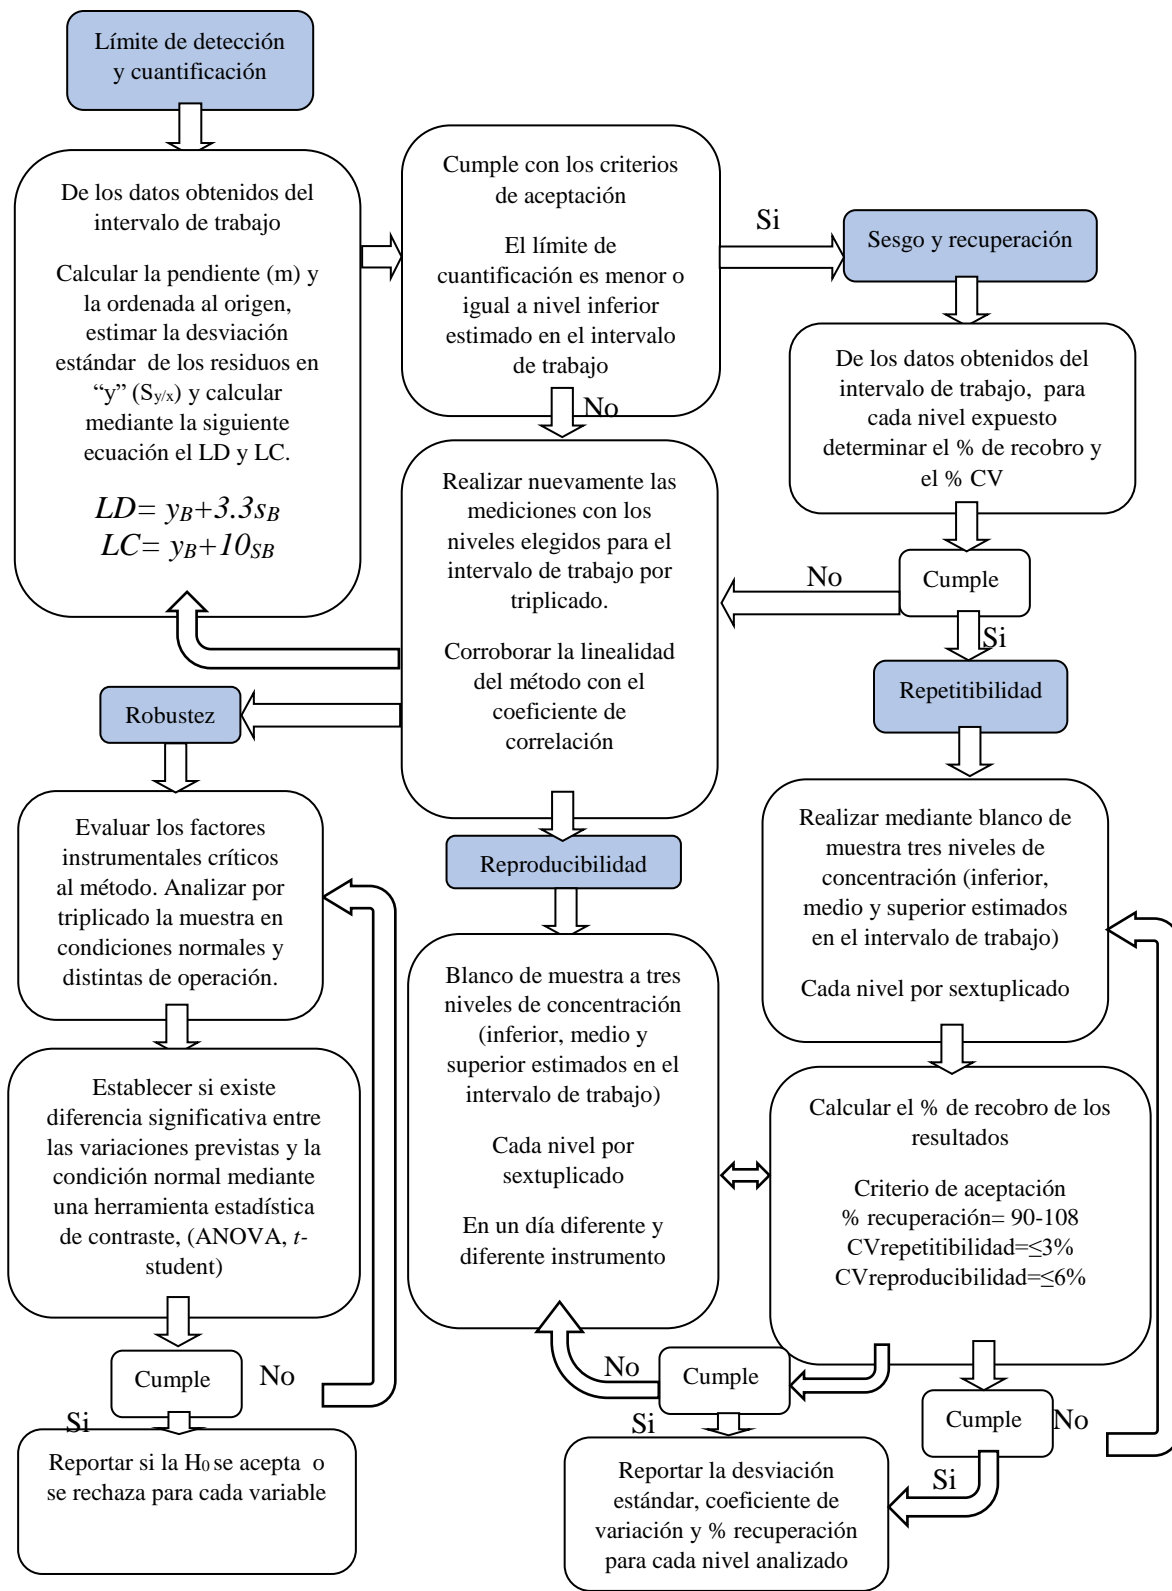 Límite de detección
y cuantificación
De los datos obtenidos del
intervalo de trabajo
Calcular la pendiente (m) y
la ordenada al origen,
estimar la desviación
estándar de los residuos en
“y” (Sy/x) y calcular
mediante la siguiente
ecuación el LD y LC.
LD= yB+3.3sB
LC= yB+10SB
Cumple con los criterios
de aceptación
El límite de
cuantificación es menor o
igual a nivel inferior
estimado en el intervalo
de trabajo
Si
No
Sesgo y recuperación
De los datos obtenidos del
intervalo de trabajo, para
cada nivel expuesto
determinar el % de recobro y
el % CV
Cumple
No
Si
Realizar nuevamente las
mediciones con los
niveles elegidos para el
intervalo de trabajo por
triplicado.
Corroborar la linealidad
del método con el
coeficiente de
correlación
Repetitibilidad
Realizar mediante blanco de
muestra tres niveles de
concentración (inferior,
medio y superior estimados
en el intervalo de trabajo)
Cada nivel por sextuplicado
Calcular el % de recobro de los
resultados
Criterio de aceptación
% recuperación= 90-108
CVrepetitibilidad=≤3%
CVreproducibilidad=≤6%
Cumple
No
Si
Reproducibilidad
Blanco de muestra a tres
niveles de concentración
(inferior, medio y
superior estimados en el
intervalo de trabajo)
Cada nivel por
sextuplicado
En un día diferente y
diferente instrumento
No
Cumple
Si
Reportar la desviación
estándar, coeficiente de
variación y % recuperación
para cada nivel analizado
Robustez
Evaluar los factores
instrumentales críticos
al método. Analizar por
triplicado la muestra en
condiciones normales y
distintas de operación.
Establecer si existe
diferencia significativa entre
las variaciones previstas y la
condición normal mediante
una herramienta estadística
de contraste, (ANOVA, t-
student)
Cumple
No
Si
Reportar si la H0 se acepta o
se rechaza para cada variable